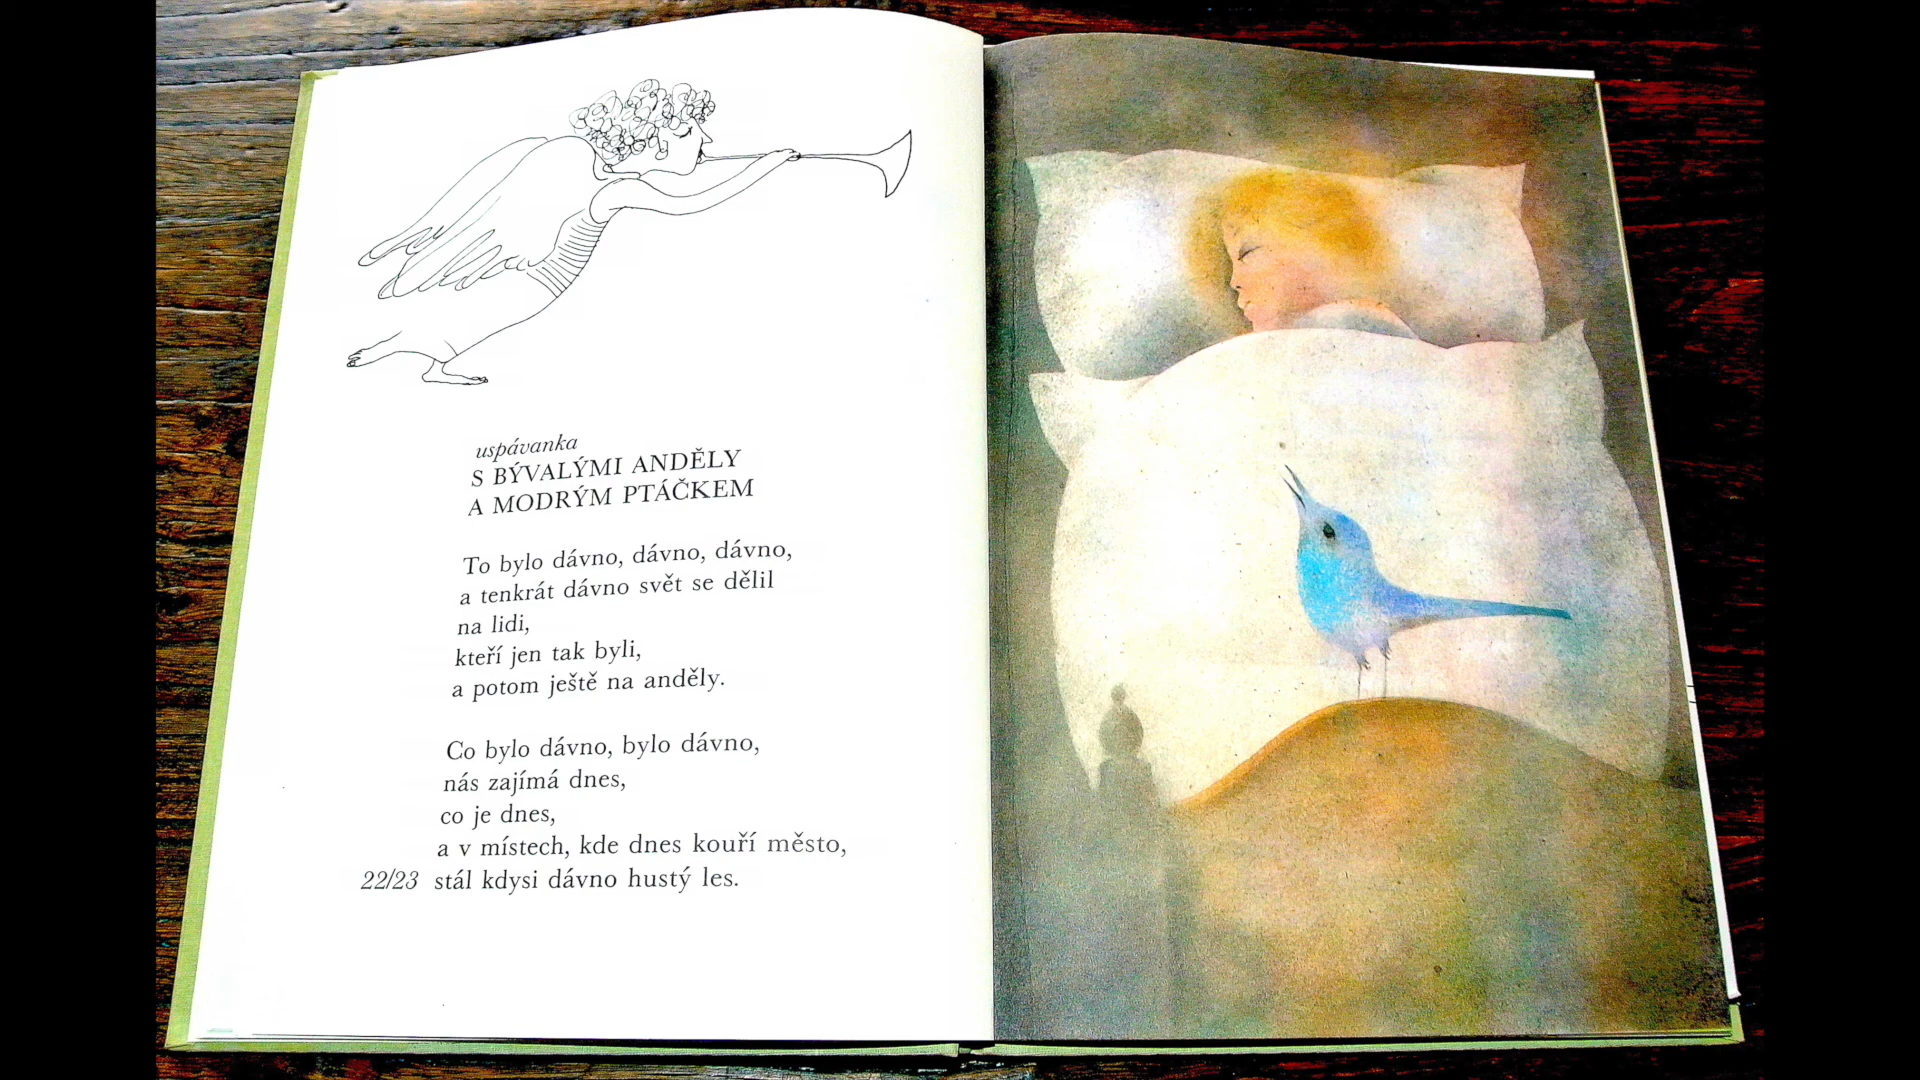 uspávanka
S BÝVALÝMI ANDĚLY
A MODRÝM PTÁČKEM
To bylo dávno, dávno, dávno,
a tenkrát dávno svět se dělil
na lidi,
kteří jen tak byli,
a potom ještě na anděly.
Co bylo dávno, bylo dávno,
nás zajímá dnes,
co je dnes,
a v místech, kde dnes kouří město,
22/23 stál kdysi dávno hustý les.